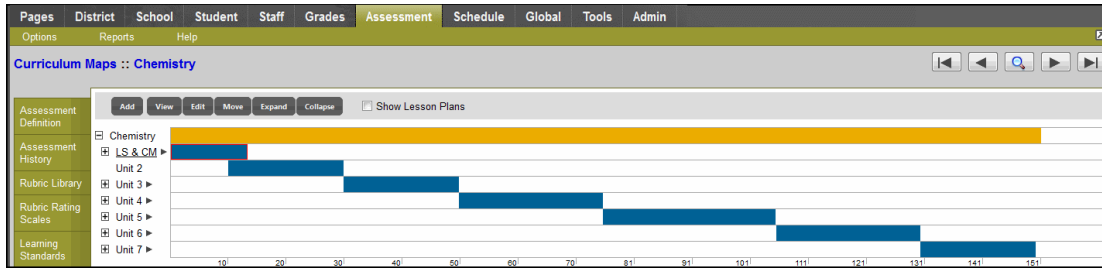 Pages District School Student Staff Grades Assessment Schedule Global Tools Admin
Options Reports Help
Curriculum Maps :: Chemistry
Add View Edit Move Expand Collapse Show Lesson Plans
Assessment
Definition
Assessment
History
Rubric Library
Rubric Rating
Scales
Learning
Standards
Chemistry
LS & CM
Unit 2
Unit 3
Unit 4
Unit 5
Unit 6
Unit 7
10 20 30 40 50 60 70 81 91 101 111 121 131 141 151